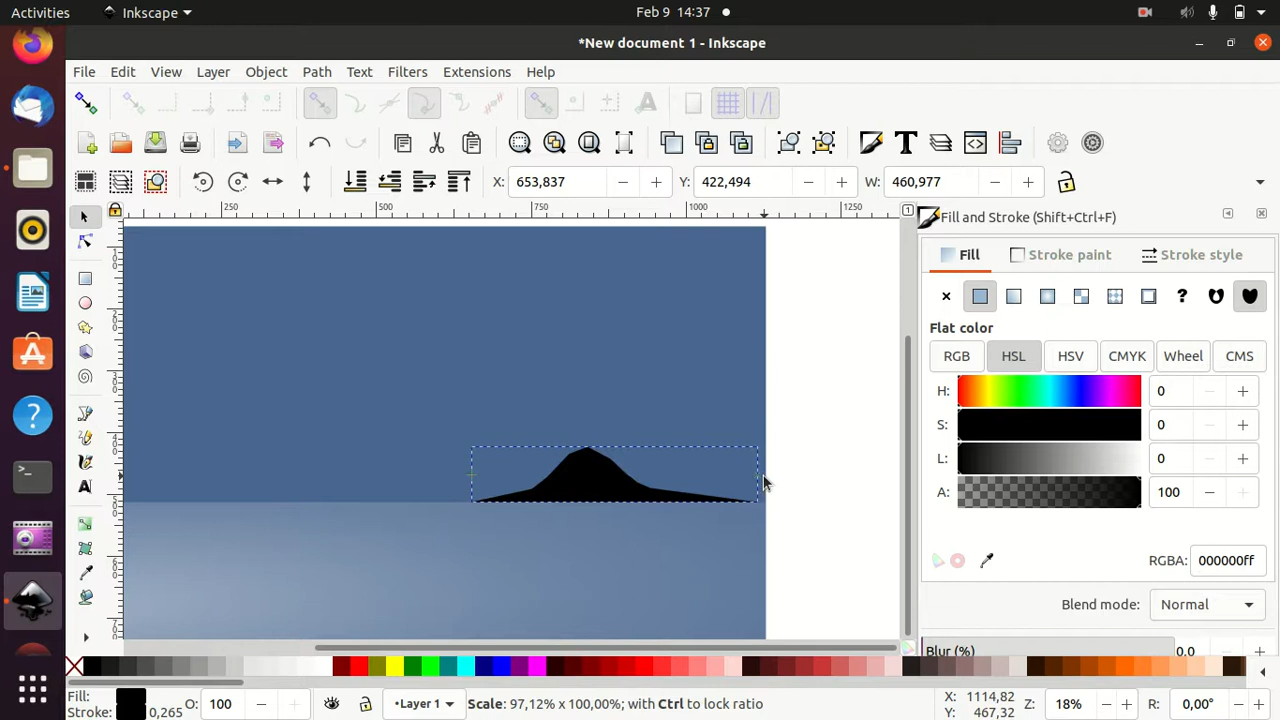 Activities
Inkscape
Feb 9 14:37
*New document 1 - Inkscape
File Edit View Layer Object Path Text Filters Extensions Help
X: 653,837 Y: 422,494 W: 460,977
250 500 750 1000 1250 1
Fill and Stroke (Shift+Ctrl+F)
Fill Stroke paint Stroke style
Flat color
RGB HSL HSV CMYK Wheel CMS
H: 0
S: 0
L: 0
A: 100
RGBA: 000000ff
Blend mode: Normal
Blur (%) 0.0
Fill:
Stroke: 0,265
O: 100
Layer 1
Scale: 97,12% x 100,00%; with Ctrl to lock ratio
X: 1114,82
Y: 467,32
Z: 18%
R: 0,00°